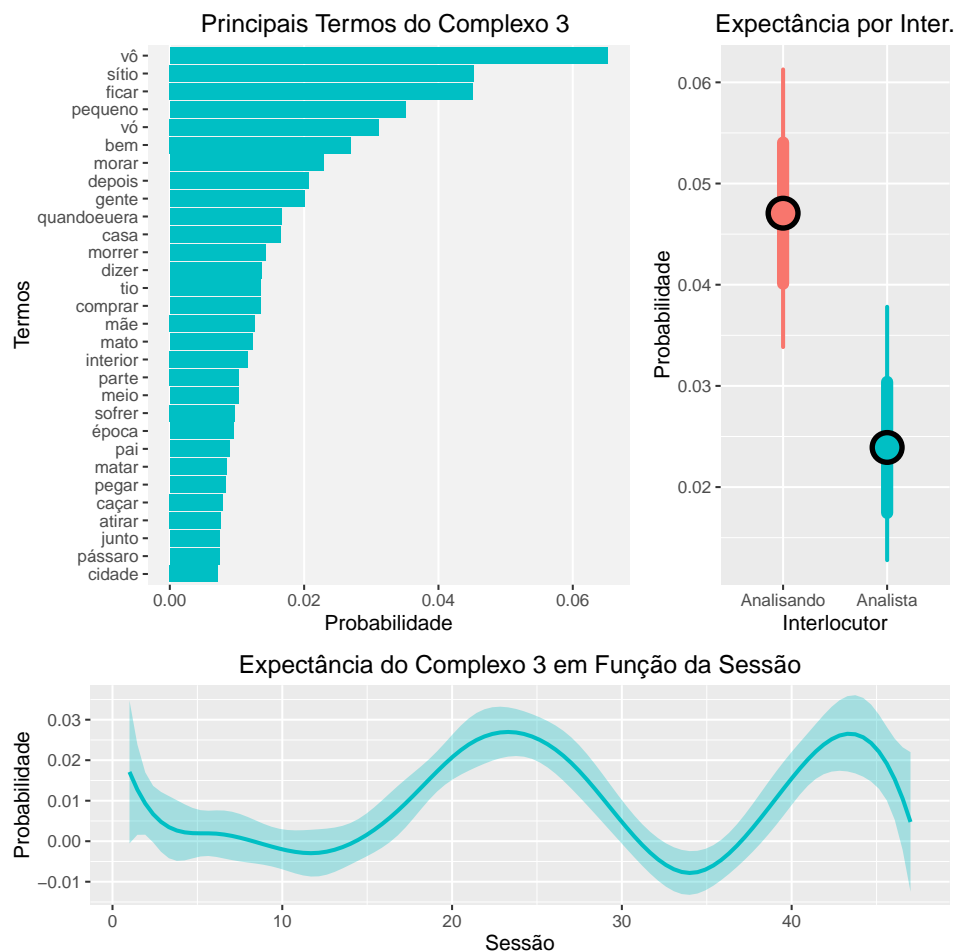 Principais Termos do Complexo 3
Termos
vô
sítio
ficar
pequeno
vó
bem
morar
depois
gente
quandoeuera
casa
morrer
dizer
tio
comprar
mãe
mato
interior
parte
meio
sofrer
época
pai
matar
pegar
caçar
atirar
junto
pássaro
cidade
0.00 0.02 0.04 0.06
Probabilidade
Expectância por Inter.
Probabilidade
0.06
0.05
0.04
0.03
0.02
Analisando Analista
Interlocutor
Expectância do Complexo 3 em Função da Sessão
Probabilidade
0.03
0.02
0.01
0.00
−0.01
0 10 20 30 40
Sessão